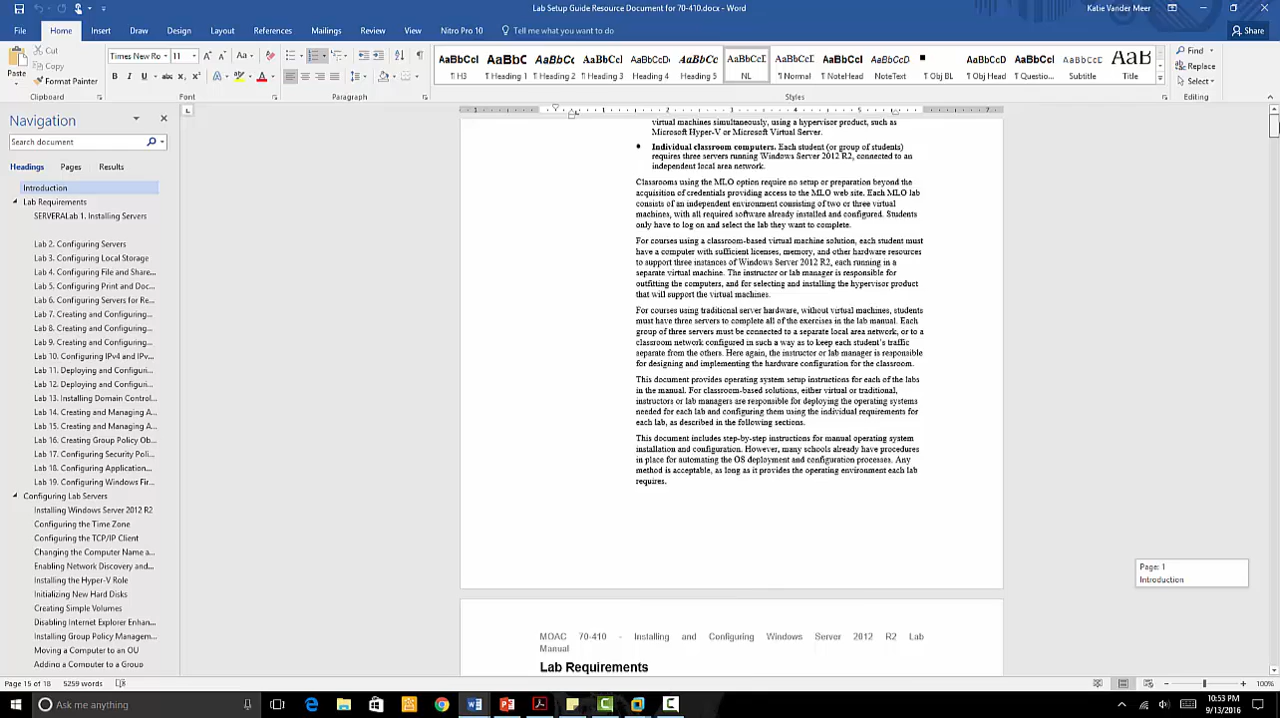 Lab Setup Guide Resource Document for 70-410.docx - Word
Katie Vander Meer
File Home Insert Draw Design Layout References Mailings Review View Nitro Pro 10 Tell me what you want to do Share
Paste
Cut
Copy
Format Painter
Times New Ro 11
B I U abc X₂ X² A A
Clipboard Font Paragraph Styles Editing
AaBbCcI AaBbC AaBbCc AaBbCcI AaBbCcI AaBbCc AaBbCcI AaBbCcI AaBbCcI AaBbCcD AaBbCcD AaBbCcI AaBbCcD AaB
¶ H3 ¶ Heading 1 ¶ Heading 2 ¶ Heading 3 Heading 4 Heading 5 NL ¶ Normal ¶ NoteHead NoteText ¶ Obj BL ¶ Obj Head ¶ Questio... Subtitle Title
Find
Replace
Select
Navigation
Search document
Headings Pages Results
Introduction
Lab Requirements
SERVERALab 1. Installing Servers
Lab 2. Configuring Servers
Lab 3. Configuring Local Storage
Lab 4. Configuring File and Share...
Lab 5. Configuring Print and Doc...
Lab 6. Configuring Servers for Re...
Lab 7. Creating and Configuring...
Lab 8. Creating and Configuring...
Lab 9. Creating and Configuring...
Lab 10. Configuring IPv4 and IPv...
Lab 11. Deploying and Configuri...
Lab 12. Deploying and Configuri...
Lab 13. Installing Domain Control...
Lab 14. Creating and Managing A...
Lab 15. Creating and Managing A...
Lab 16. Creating Group Policy Ob...
Lab 17. Configuring Security Poli...
Lab 18. Configuring Application...
Lab 19. Configuring Windows Fir...
Configuring Lab Servers
Installing Windows Server 2012 R2
Configuring the Time Zone
Configuring the TCP/IP Client
Changing the Computer Name a...
Enabling Network Discovery and...
Installing the Hyper-V Role
Initializing New Hard Disks
Creating Simple Volumes
Disabling Internet Explorer Enhan...
Installing Group Policy Managem...
Moving a Computer to an OU
Adding a Computer to a Group
virtual machines simultaneously, using a hypervisor product, such as
Microsoft Hyper-V or Microsoft Virtual Server.
• Individual classroom computers. Each student (or group of students)
requires three servers running Windows Server 2012 R2, connected to an
independent local area network.
Classrooms using the MLO option require no setup or preparation beyond the
acquisition of credentials providing access to the MLO web site. Each MLO lab
consists of an independent environment consisting of two or three virtual
machines, with all required software already installed and configured. Students
only have to log on and select the lab they want to complete.
For courses using a classroom-based virtual machine solution, each student must
have a computer with sufficient licenses, memory, and other hardware resources
to support three instances of Windows Server 2012 R2, each running in a
separate virtual machine. The instructor or lab manager is responsible for
outfitting the computers, and for selecting and installing the hypervisor product
that will support the virtual machines.
For courses using traditional server hardware, without virtual machines, students
must have three servers to complete all of the exercises in the lab manual. Each
group of three servers must be connected to a separate local area network, or to a
classroom network configured in such a way as to keep each student's traffic
separate from the others. Here again, the instructor or lab manager is responsible
for designing and implementing the hardware configuration for the classroom.
This document provides operating system setup instructions for each of the labs
in the manual. For classroom-based solutions, either virtual or traditional,
instructors or lab managers are responsible for deploying the operating systems
needed for each lab and configuring them using the individual requirements for
each lab, as described in the following sections.
This document includes step-by-step instructions for manual operating system
installation and configuration. However, many schools already have procedures
in place for automating the OS deployment and configuration processes. Any
method is acceptable, as long as it provides the operating environment each lab
requires.
Page: 1
Introduction
MOAC 70-410 - Installing and Configuring Windows Server 2012 R2 Lab
Manual
Lab Requirements
Page 15 of 18 5259 words
100%
Ask me anything
10:53 PM
9/13/2016